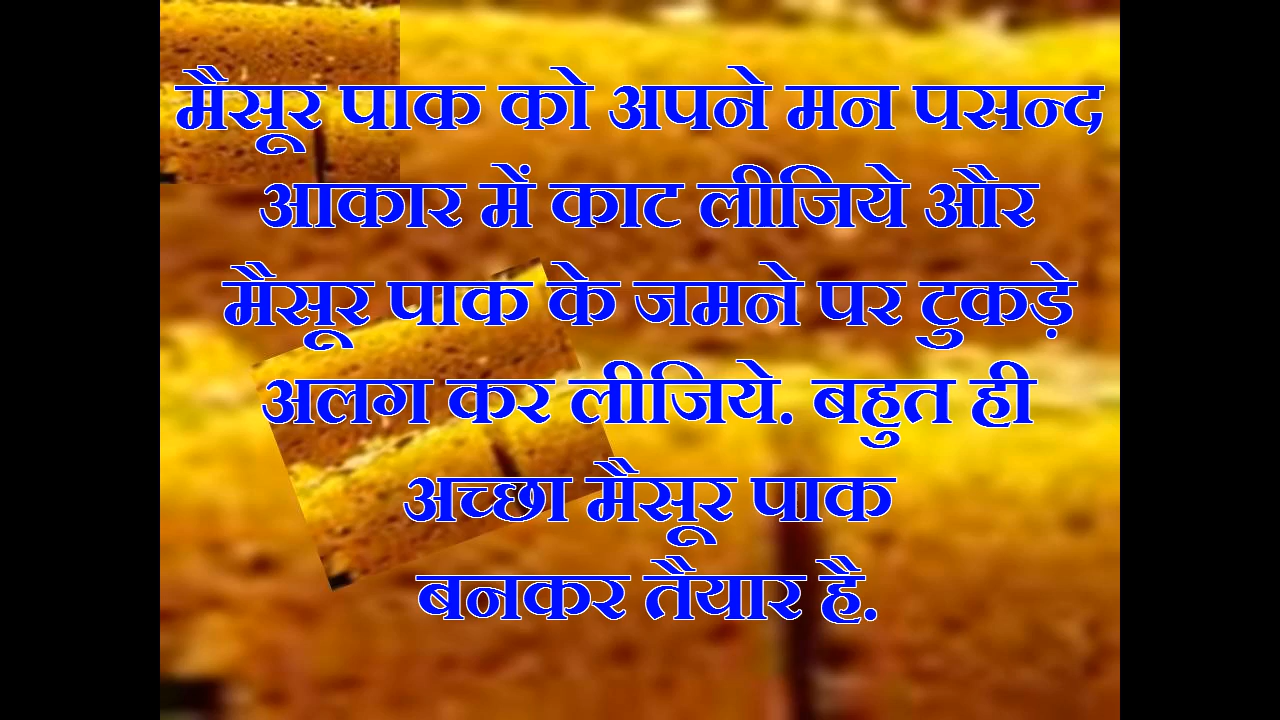 मैसूर पाक को अपने मन पसन्द
आकार में काट लीजिये और
मैसूर पाक के जमने पर टुकड़े
अलग कर लीजिये. बहुत ही
अच्छा मैसूर पाक
बनकर तैयार है.